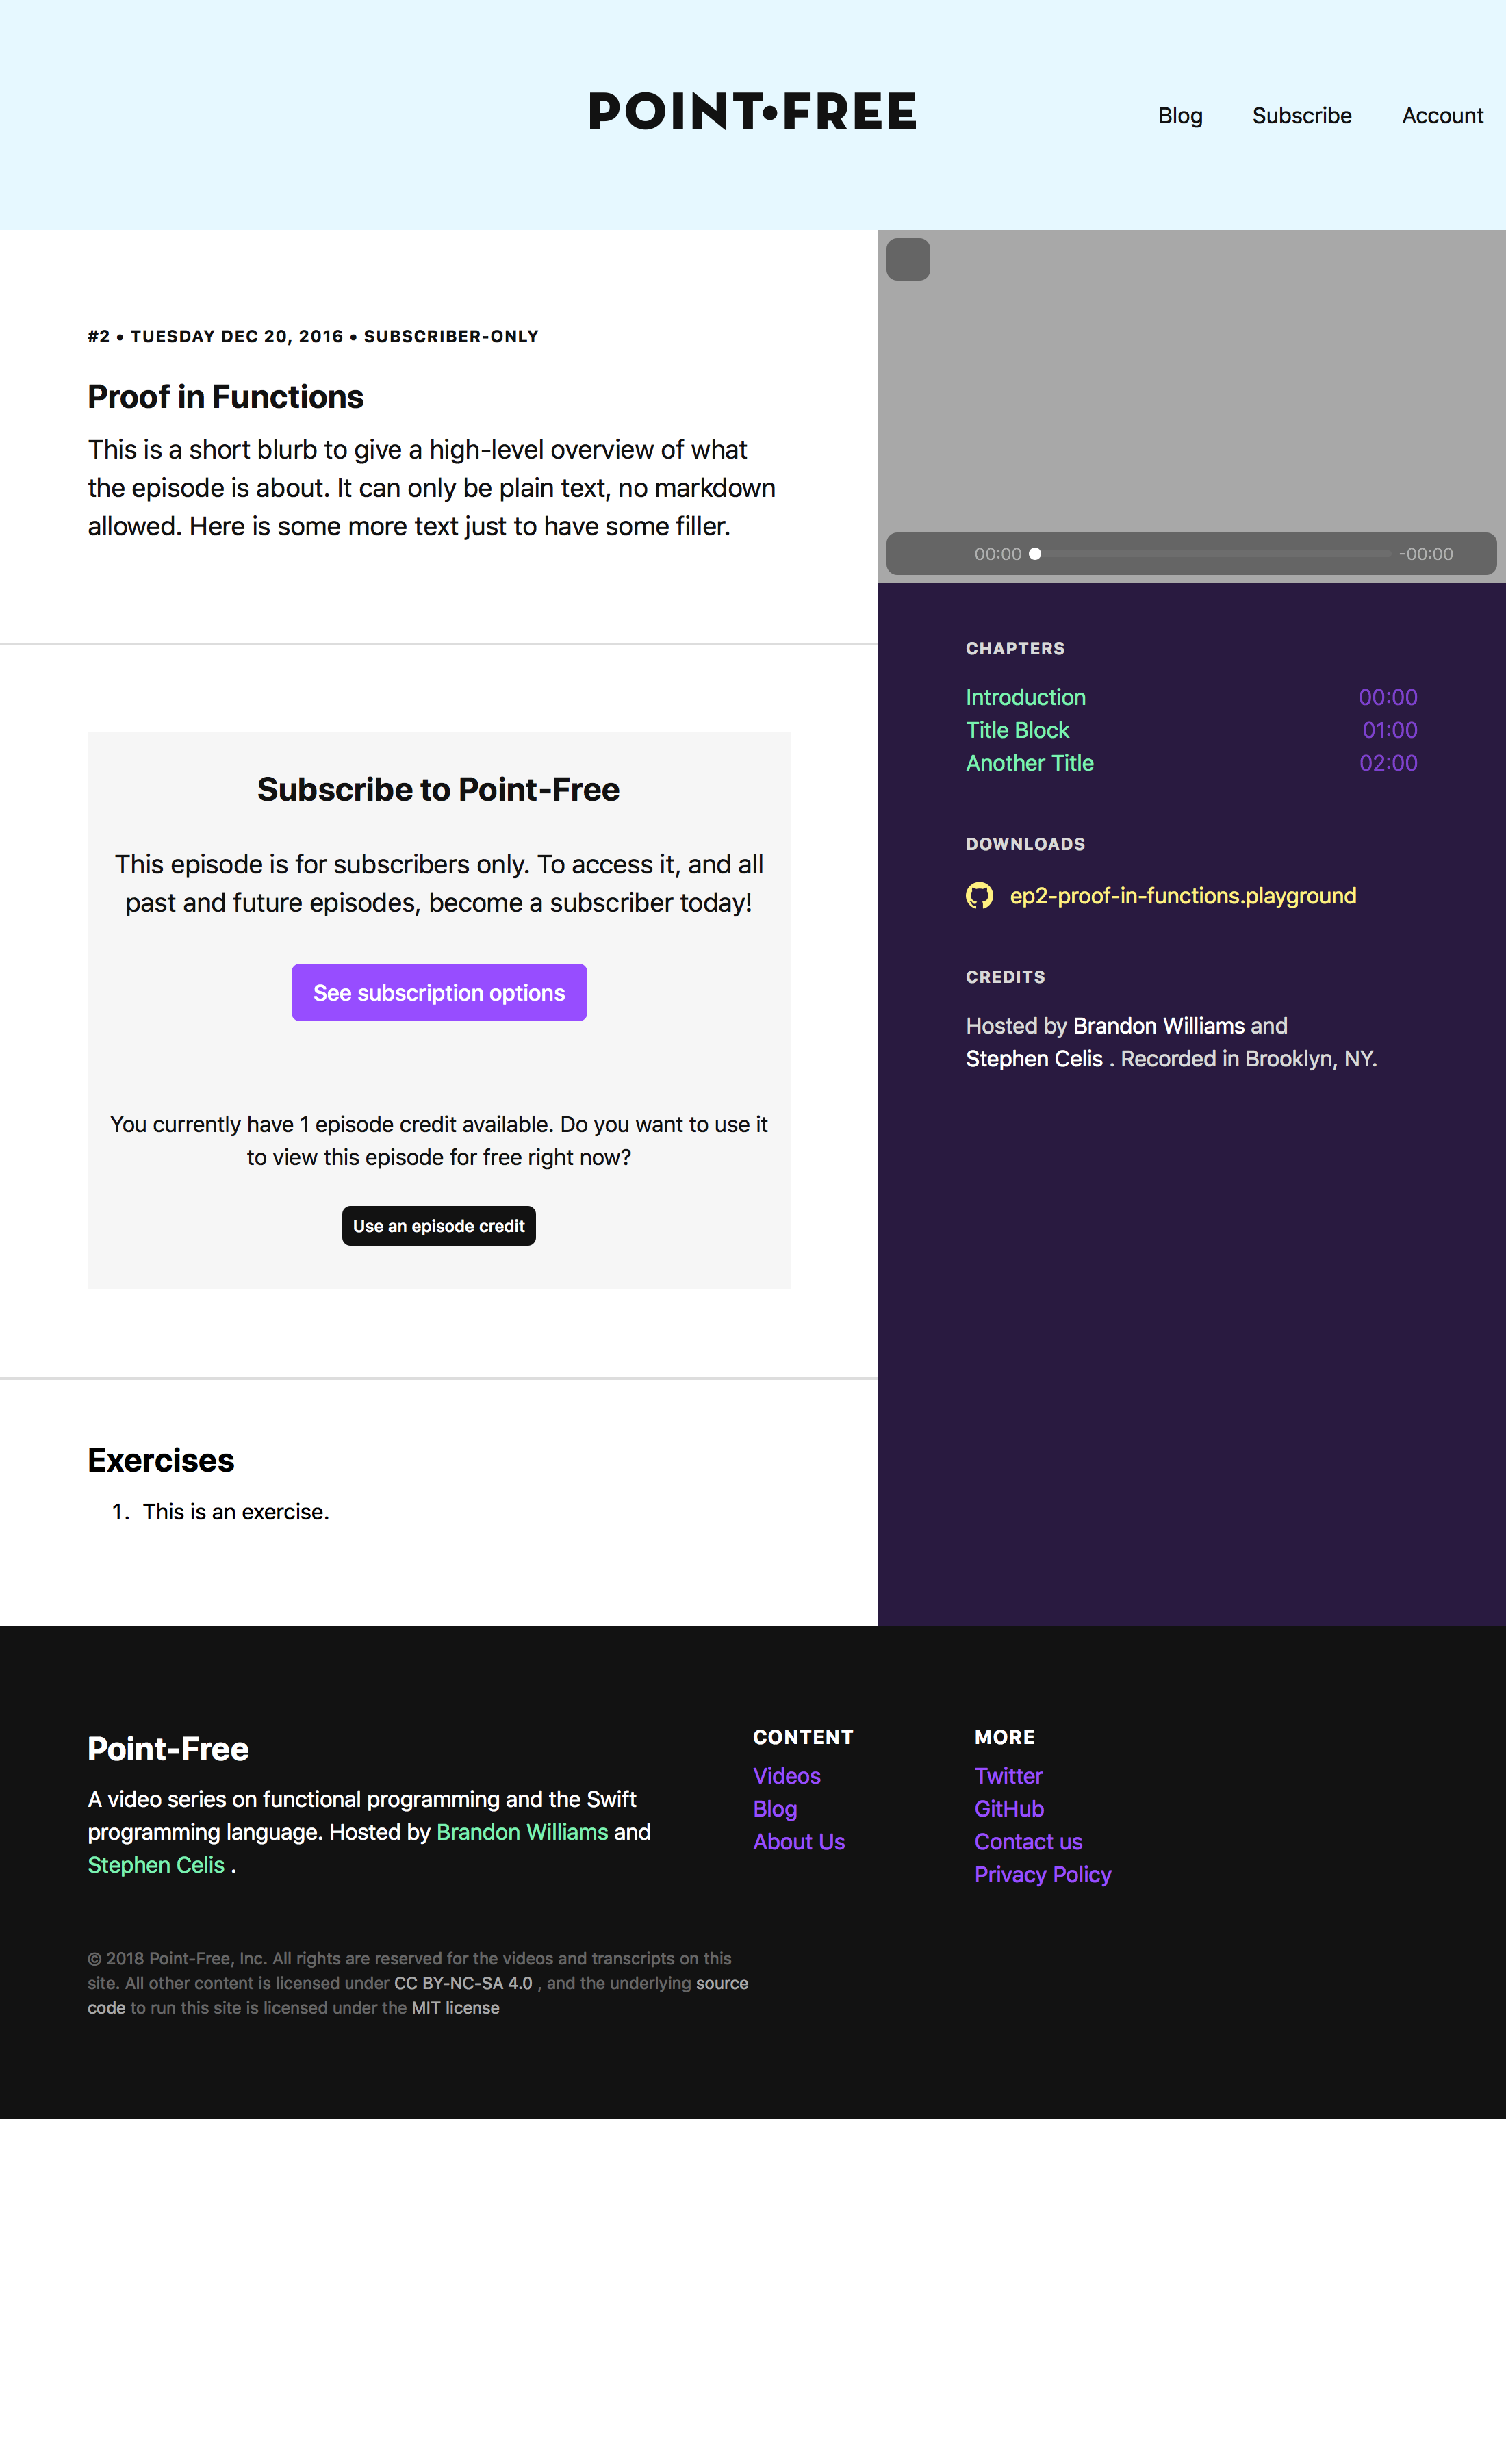 POINT•FREE
Blog
Subscribe
Account
#2 • TUESDAY DEC 20, 2016 • SUBSCRIBER-ONLY
Proof in Functions
This is a short blurb to give a high-level overview of what
the episode is about. It can only be plain text, no markdown
allowed. Here is some more text just to have some filler.
00:00
-00:00
CHAPTERS
Introduction 00:00
Title Block 01:00
Another Title 02:00
DOWNLOADS
ep2-proof-in-functions.playground
CREDITS
Hosted by Brandon Williams and
Stephen Celis . Recorded in Brooklyn, NY.
Subscribe to Point-Free
This episode is for subscribers only. To access it, and all
past and future episodes, become a subscriber today!
See subscription options
You currently have 1 episode credit available. Do you want to use it
to view this episode for free right now?
Use an episode credit
Exercises
1. This is an exercise.
Point-Free
A video series on functional programming and the Swift
programming language. Hosted by Brandon Williams and
Stephen Celis .
CONTENT
Videos
Blog
About Us
MORE
Twitter
GitHub
Contact us
Privacy Policy
© 2018 Point-Free, Inc. All rights are reserved for the videos and transcripts on this
site. All other content is licensed under CC BY-NC-SA 4.0 , and the underlying source
code to run this site is licensed under the MIT license